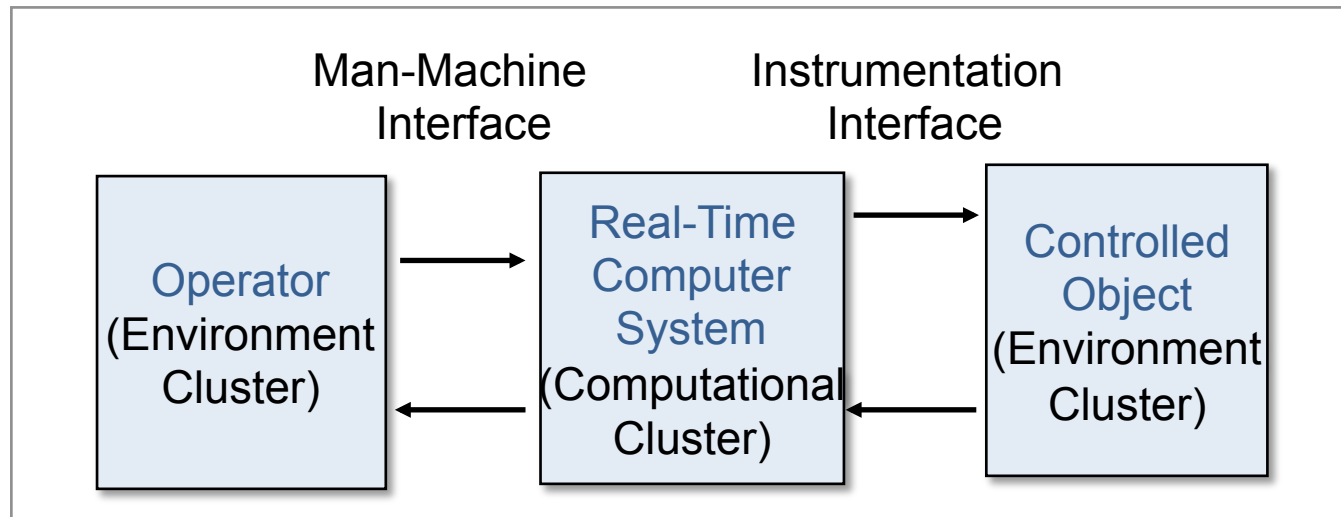 Man-Machine
Interface
Instrumentation
Interface
Operator
(Environment
Cluster)
Real-Time
Computer
System
(Computational
Cluster)
Controlled
Object
(Environment
Cluster)